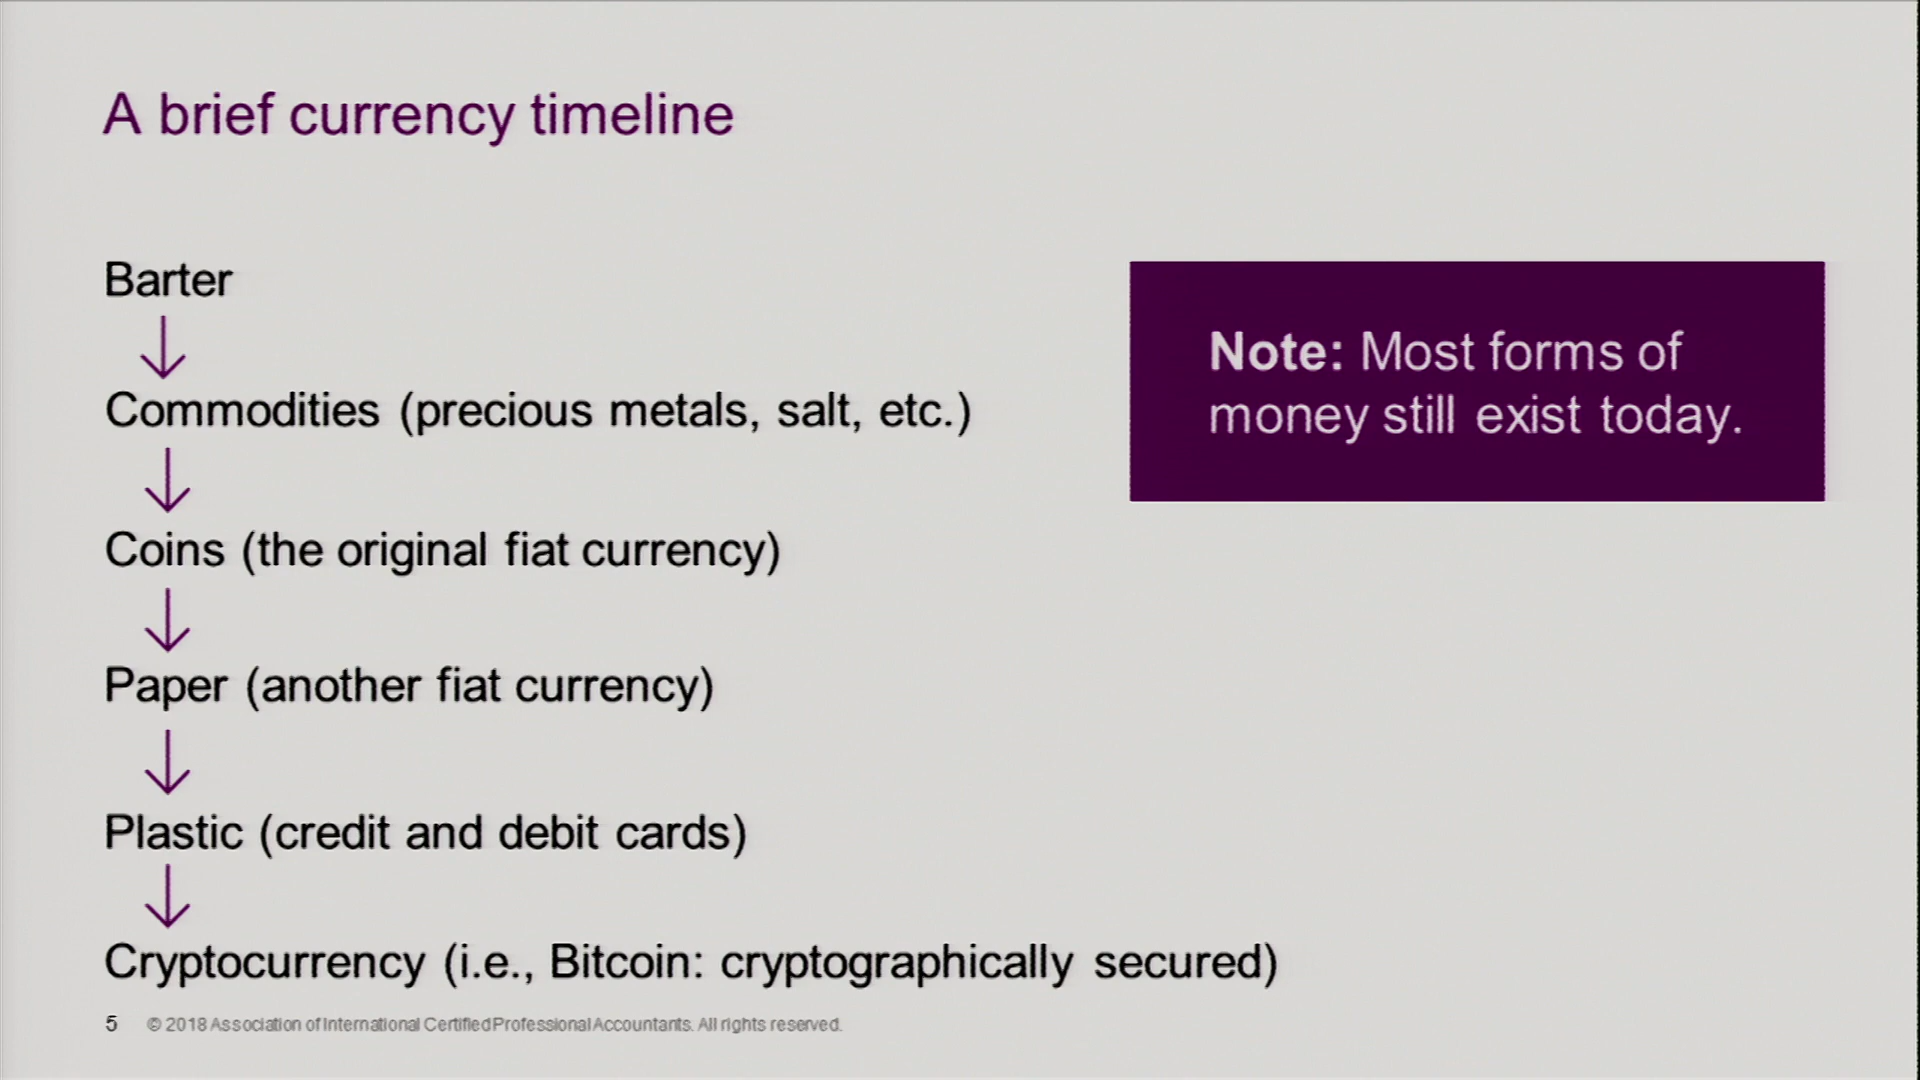 A brief currency timeline
Barter
Commodities (precious metals, salt, etc.)
Coins (the original fiat currency)
Paper (another fiat currency)
Plastic (credit and debit cards)
Cryptocurrency (i.e., Bitcoin: cryptographically secured)
Note: Most forms of
money still exist today.
5 © 2018 Association of International Certified Professional Accountants. All rights reserved.